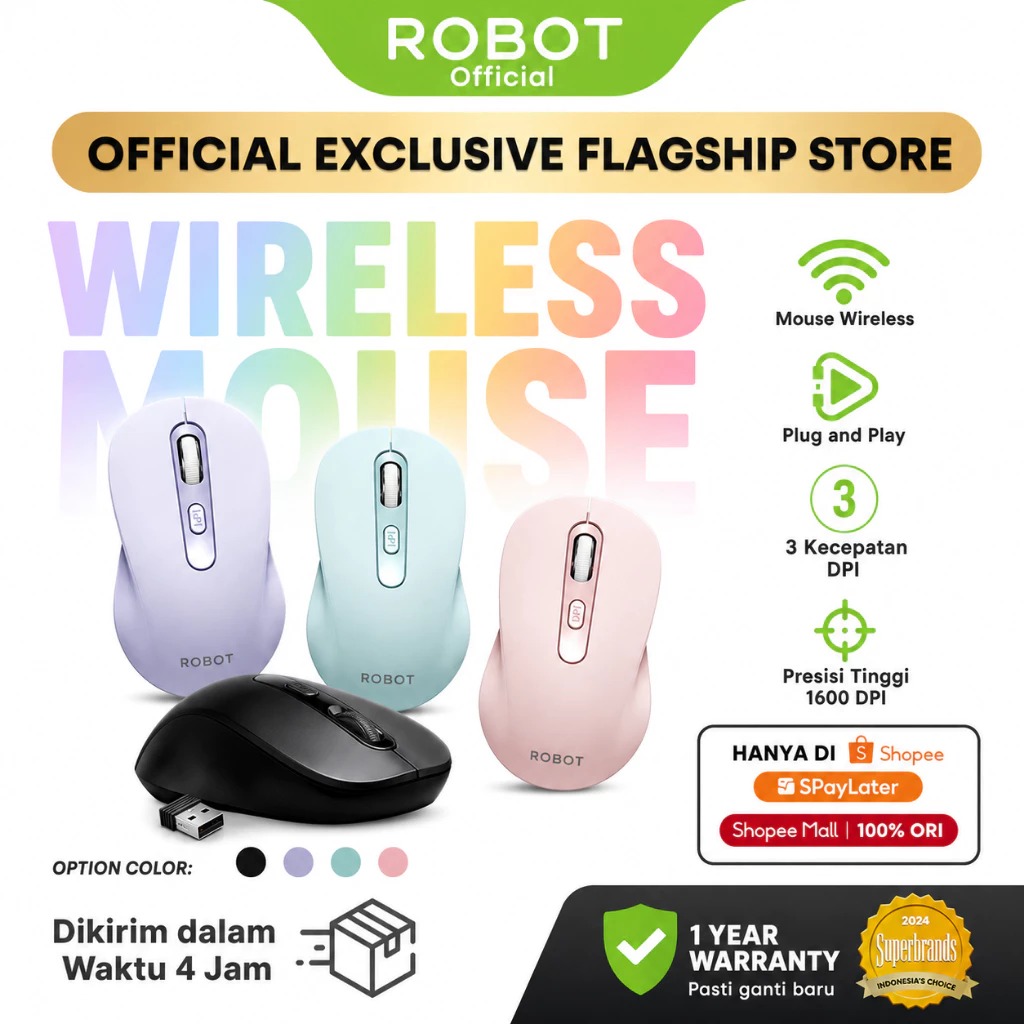 ROBOT
Official
OFFICIAL EXCLUSIVE FLAGSHIP STORE
WIRELESS
MOUSE
Mouse Wireless
Plug and Play
3
3 Kecepatan
DPI
Presisi Tinggi
1600 DPI
DPI
DPI
DPI
ROBOT
ROBOT
ROBOT
HANYA DI S Shopee
S SPayLater
Shopee Mall | 100% ORI
OPTION COLOR:
Dikirim dalam
Waktu 4 Jam
1 YEAR
WARRANTY
Pasti ganti baru
2024
Superbrands
INDONESIA'S CHOICE